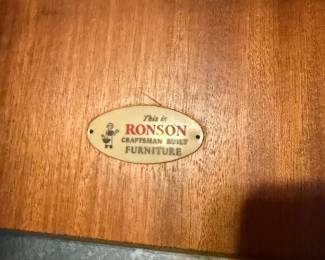 This is
RONSON
CRAFTSMAN BUILT
FURNITURE